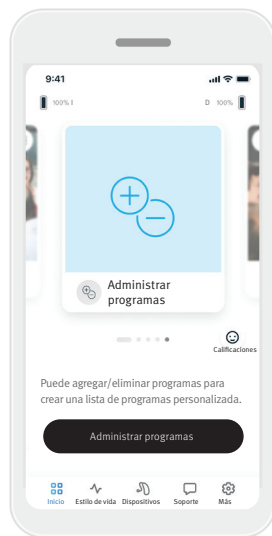 9:41
100% I
D 100%
Administrar
programas
Calificaciones
Puede agregar/eliminar programas para
crear una lista de programas personalizada.
Administrar programas
Inicio Estilo de vida Dispositivos Soporte Más